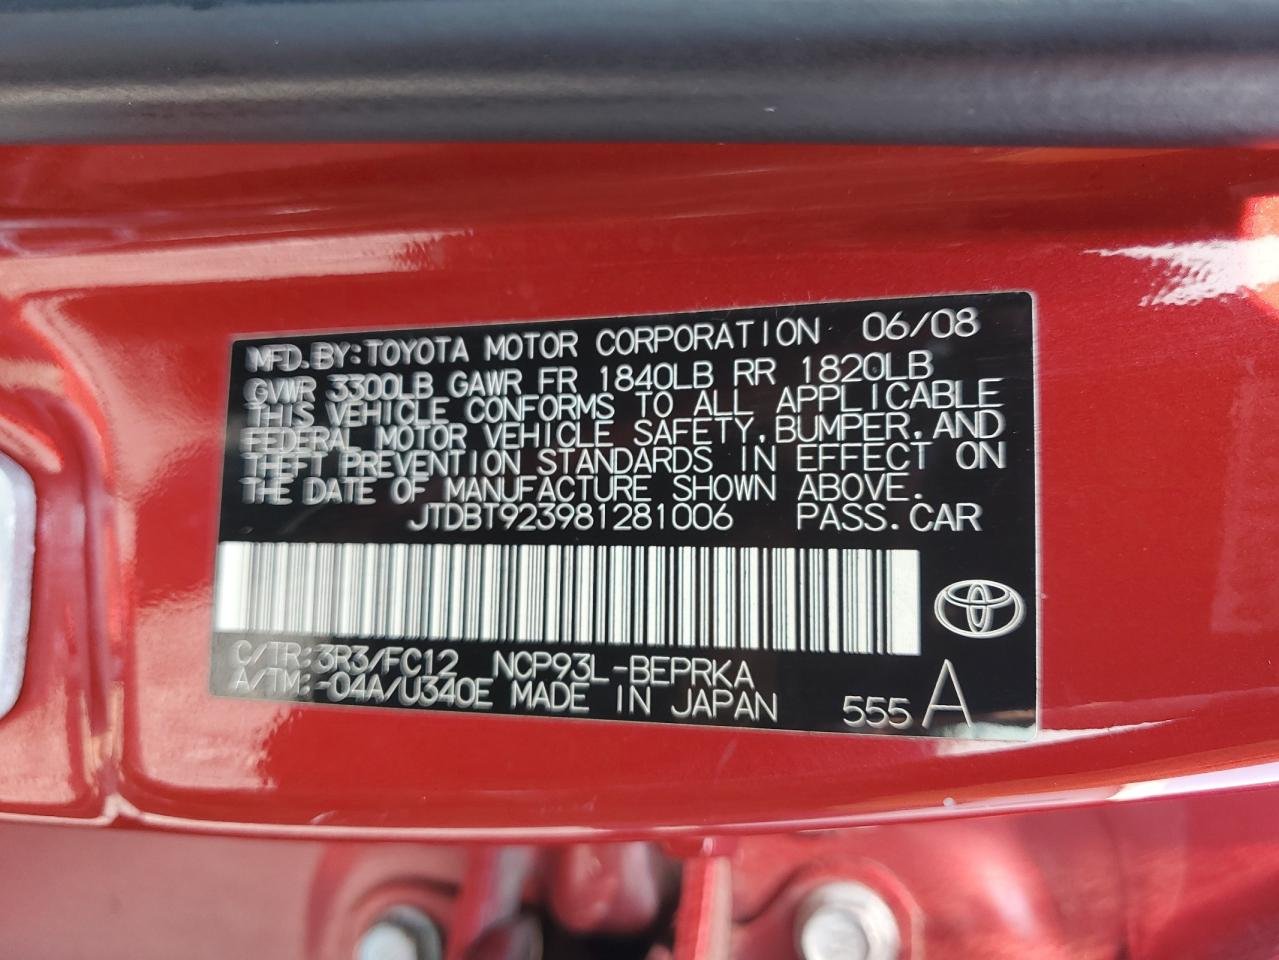 MFD. BY: TOYOTA MOTOR CORPORATION 06/08
GVWR 3300LB GAWR FR 1840LB RR 1820LB
THIS VEHICLE CONFORMS TO ALL APPLICABLE
FEDERAL MOTOR VEHICLE SAFETY, BUMPER, AND
THEFT PREVENTION STANDARDS IN EFFECT ON
THE DATE OF MANUFACTURE SHOWN ABOVE.
JTDBT923981281006 PASS. CAR
C/TR: 3R3/FC12 NCP93L-BEPRKA
A/TM: -04A/U340E MADE IN JAPAN 555 A